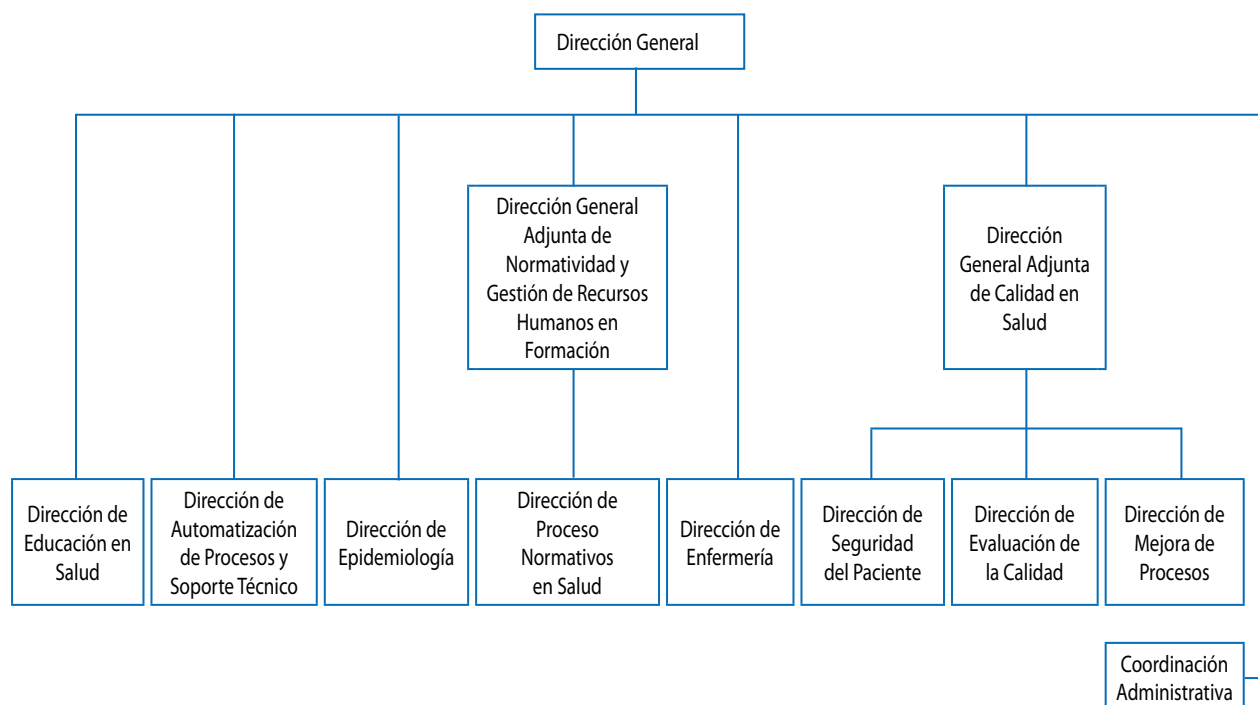 Dirección General
Dirección General
Adjunta de
Normatividad y
Gestión de Recursos
Humanos en
Formación
Dirección
General Adjunta
de Calidad en
Salud
Dirección de
Educación en
Salud
Dirección de
Automatización
de Procesos y
Soporte Técnico
Dirección de
Epidemiología
Dirección de
Proceso
Normativos
en Salud
Dirección de
Enfermería
Dirección de
Seguridad
del Paciente
Dirección de
Evaluación de
la Calidad
Dirección de
Mejora de
Procesos
Coordinación
Administrativa